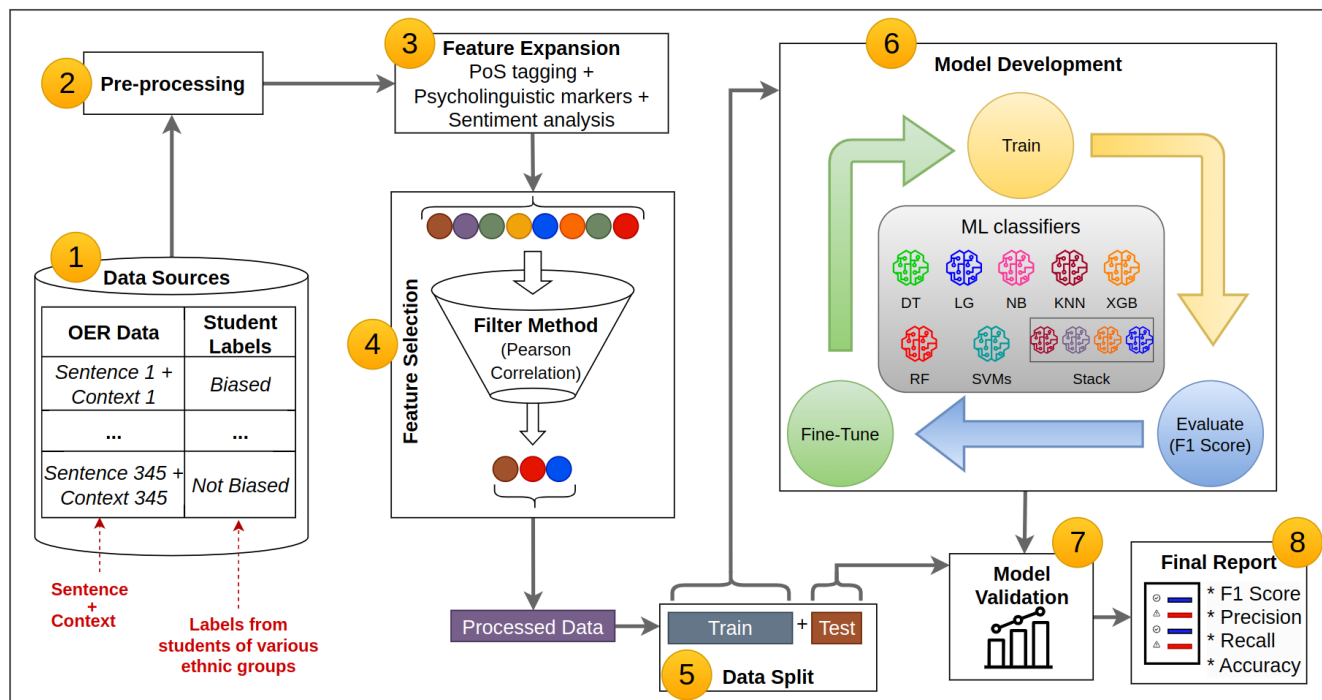 1
Data Sources
OER Data
Student
Labels
Sentence 1 +
Context 1
Biased
...
...
Sentence 345 +
Context 345
Not Biased
Sentence
+
Context
Labels from
students of various
ethnic groups
2
Pre-processing
3
Feature Expansion
PoS tagging +
Psycholinguistic markers +
Sentiment analysis
4
Feature Selection
Filter Method
(Pearson
Correlation)
Processed Data
Train
+
Test
5
Data Split
6
Model Development
Train
ML classifiers
DT
LG
NB
KNN
XGB
RF
SVMs
Stack
Fine-Tune
Evaluate
(F1 Score)
7
Model
Validation
8
Final Report
* F1 Score
* Precision
* Recall
* Accuracy